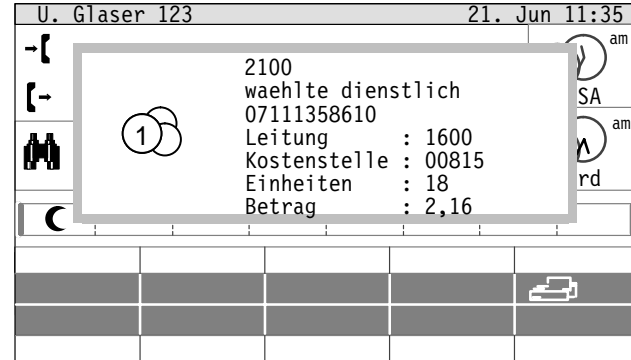 U. Glaser 123 21. Jun 11:35
am
2100
waehlte dienstlich
SA
07111358610
1
am
Leitung : 1600
Kostenstelle : 00815
rd
Einheiten : 18
Betrag : 2,16